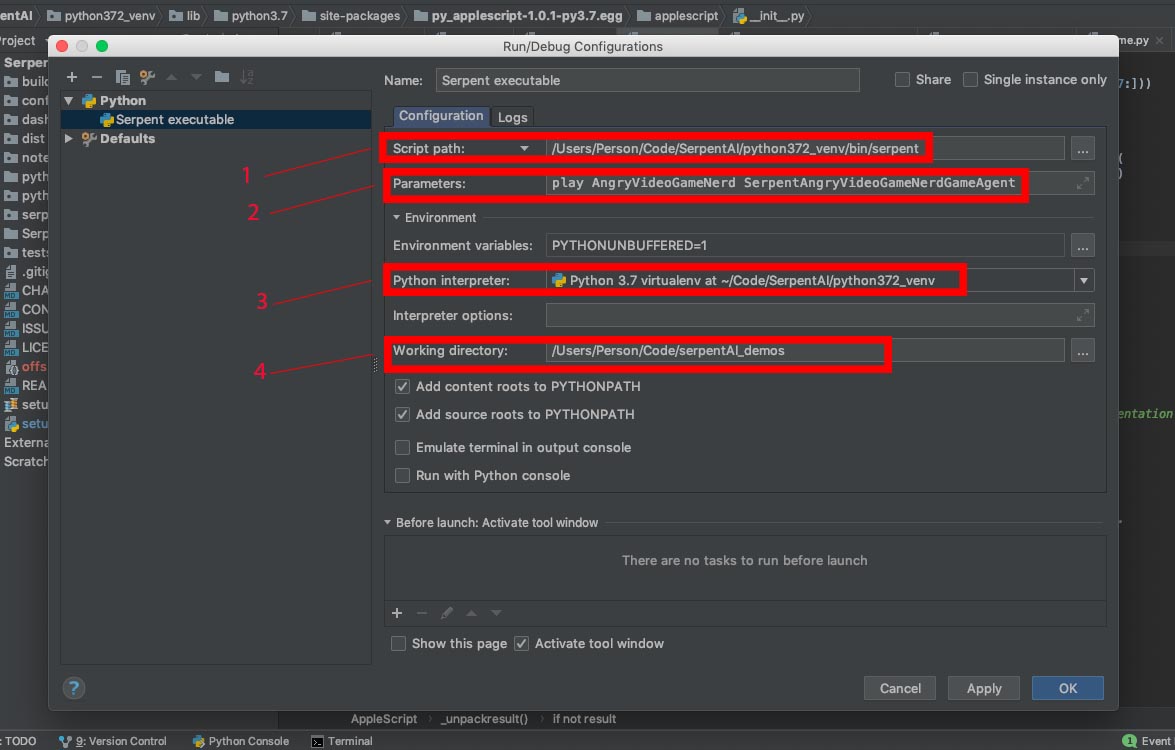 entAI python372_venv lib python3.7 site-packages py_applescript-1.0.1-py3.7.egg applescript __init__.py
Project
me.py
Run/Debug Configurations
Serpen
build
conf
dash
dist
note
pyth
pyth
serp
Serp
tests
.gitig
CHA
CON
ISSU
LICE
offs
REA
setu
setu
Externa
Scratch
Python
Serpent executable
Defaults
Name: Serpent executable
Share
Single instance only
7:]))
Configuration
Logs
1
Script path: /Users/Person/Code/SerpentAI/python372_venv/bin/serpent ...
2
Parameters: play AngryVideoGameNerd SerpentAngryVideoGameNerdGameAgent
Environment
Environment variables: PYTHONUNBUFFERED=1 ...
3
Python interpreter: Python 3.7 virtualenv at ~/Code/SerpentAI/python372_venv
Interpreter options:
4
Working directory: /Users/Person/Code/serpentAI_demos ...
Add content roots to PYTHONPATH
Add source roots to PYTHONPATH
entation
Emulate terminal in output console
Run with Python console
Before launch: Activate tool window
There are no tasks to run before launch
Show this page
Activate tool window
?
Cancel
Apply
OK
AppleScript _unpackresult() if not result
: TODO
9: Version Control
Python Console
Terminal
1 Event